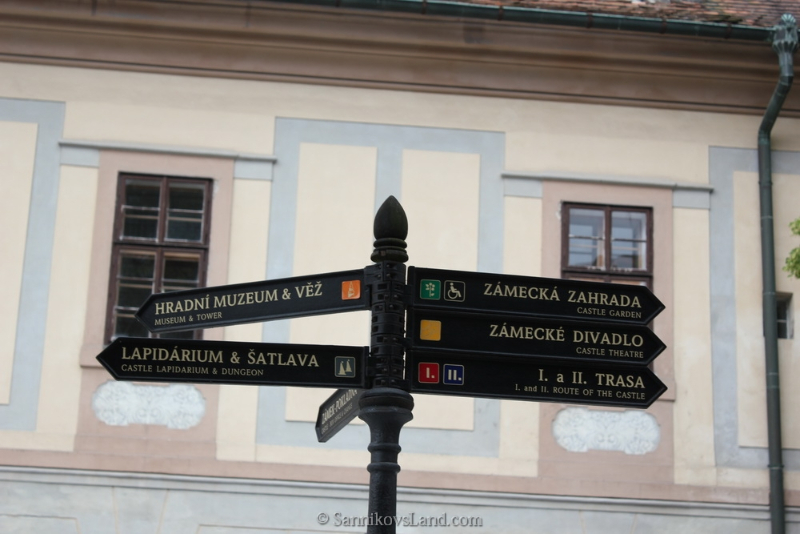 HRADNÍ MUZEUM & VĚŽ
MUSEUM & TOWER
LAPIDÁRIUM & ŠATLAVA
CASTLE LAPIDARIUM & DUNGEON
ZÁMECKÁ ZAHRADA
CASTLE GARDEN
ZÁMECKÉ DIVADLO
CASTLE THEATRE
I. II.
I. a II. TRASA
I. and II. ROUTE OF THE CASTLE
© SannikovsLand.com